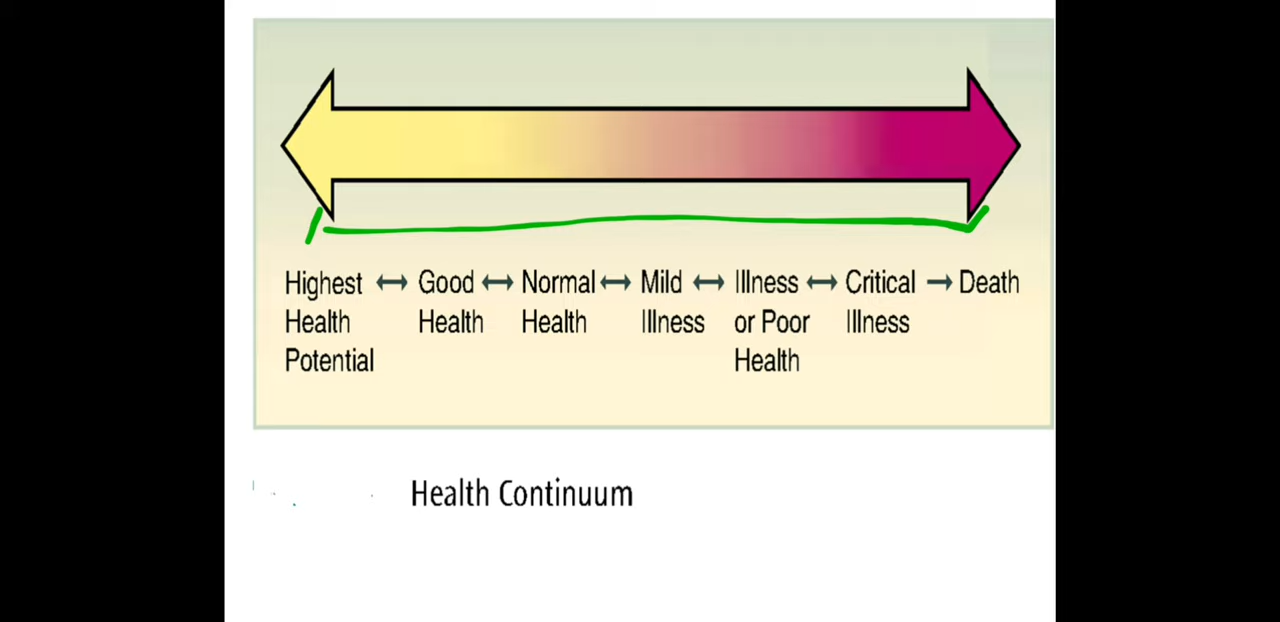 Highest ↔ Good ↔ Normal ↔ Mild ↔ Illness ↔ Critical → Death
Health Health Health Illness or Poor Illness
Potential Health
Health Continuum